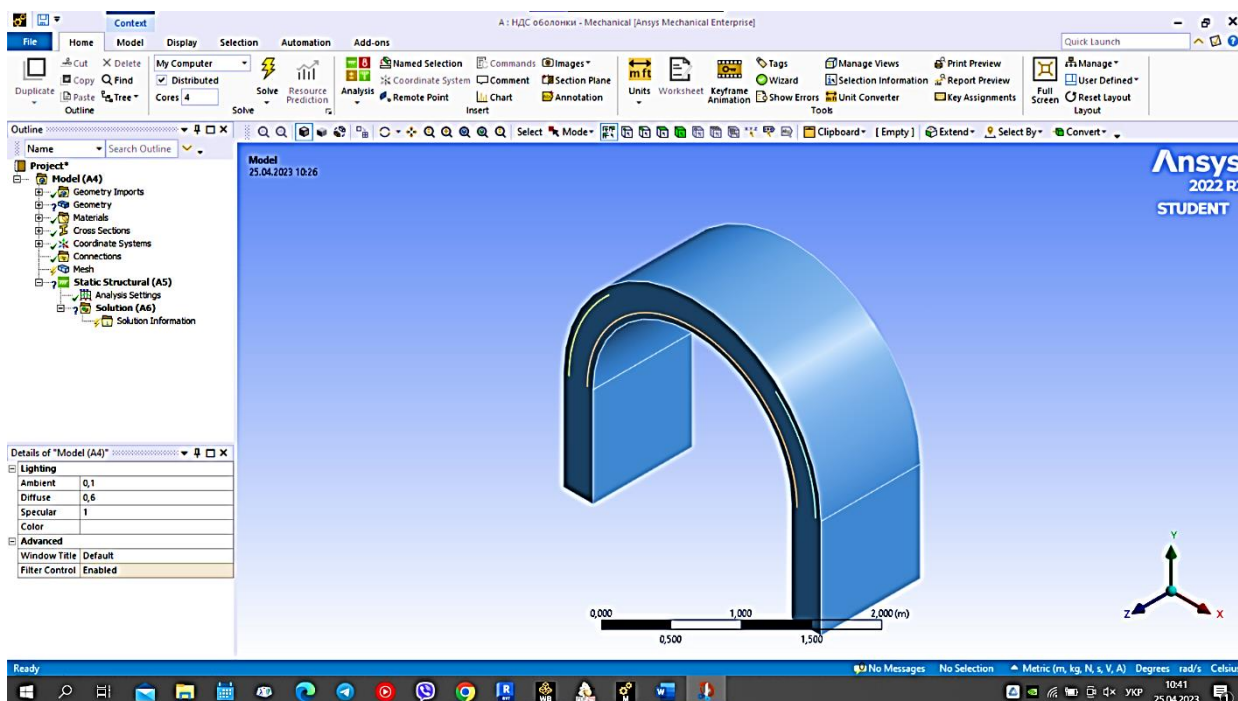 Context
A : НДС оболонки - Mechanical [Ansys Mechanical Enterprise]
File Home Model Display Selection Automation Add-ons
Quick Launch
Duplicate
Cut
Copy
Paste
Delete
Find
Tree
Outline
My Computer
Distributed
Cores 4
Solve
Resource Prediction
Solve
Analysis
Named Selection
Coordinate System
Remote Point
Commands
Comment
Chart
Images
Section Plane
Annotation
Insert
Units
Worksheet
Keyframe Animation
Tags
Wizard
Show Errors
Manage Views
Selection Information
Unit Converter
Print Preview
Report Preview
Key Assignments
Tools
Full Screen
Manage
User Defined
Reset Layout
Layout
Outline
Select Mode
Clipboard [ Empty ] Extend Select By Convert
Name Search Outline
Project*
Model (A4)
Geometry Imports
Geometry
Materials
Cross Sections
Coordinate Systems
Connections
Mesh
Static Structural (A5)
Analysis Settings
Solution (A6)
Solution Information
Model
25.04.2023 10:26
Ansys
STUDENT
Details of "Model (A4)"
Lighting
Ambient 0,1
Diffuse 0,6
Specular 1
Color
Advanced
Window Title Default
Filter Control Enabled
0,000 1,000 2,000 (m)
0,500 1,500
Y
Z X
Ready
No Messages No Selection Metric (m, kg, N, s, V, A) Degrees rad/s Celsiu
УКР
10:41
25.04.2023